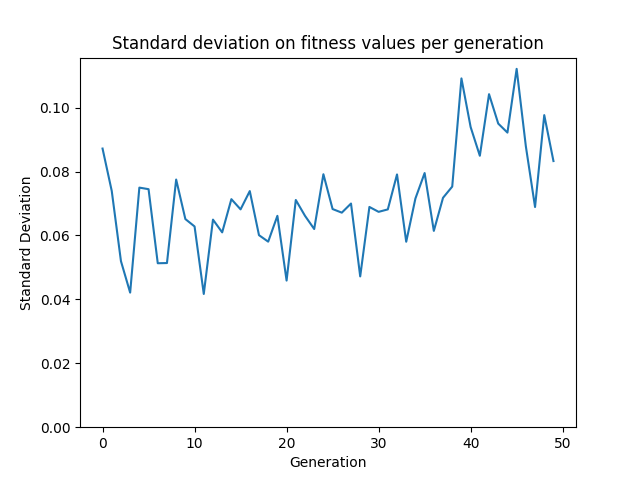 Standard deviation on fitness values per generation
Standard Deviation
0.10
0.08
0.06
0.04
0.02
0.00
0 10 20 30 40 50
Generation